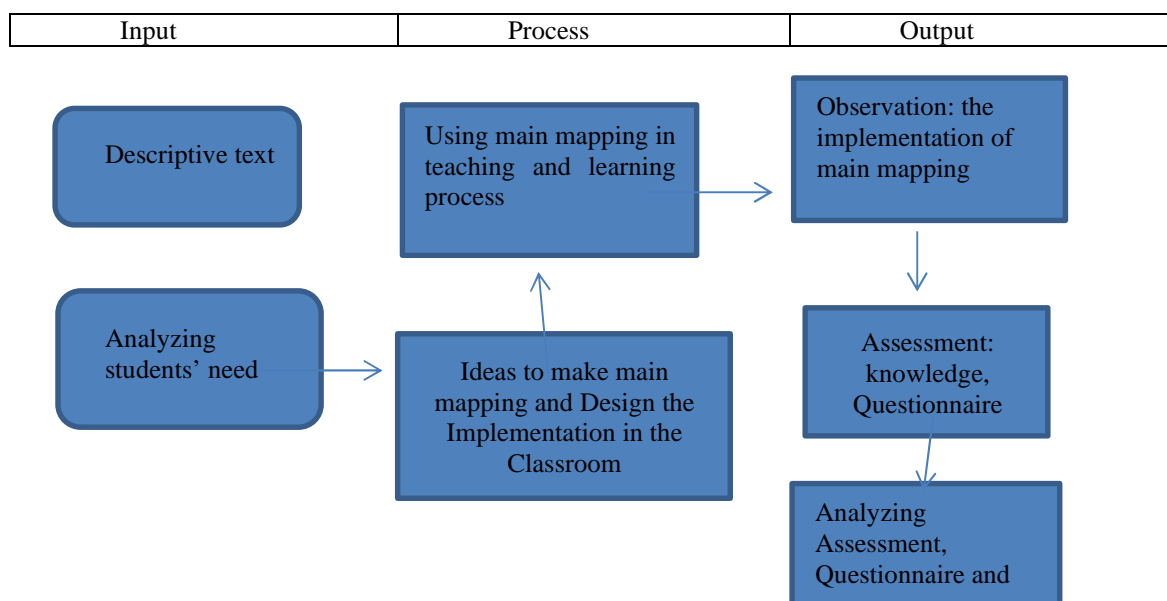 Input
Process
Output
Descriptive text
Analyzing
students’ need
Using main mapping in
teaching and learning
process
Ideas to make main
mapping and Design the
Implementation in the
Classroom
Observation: the
implementation of
main mapping
Assessment:
knowledge,
Questionnaire
Analyzing
Assessment,
Questionnaire and